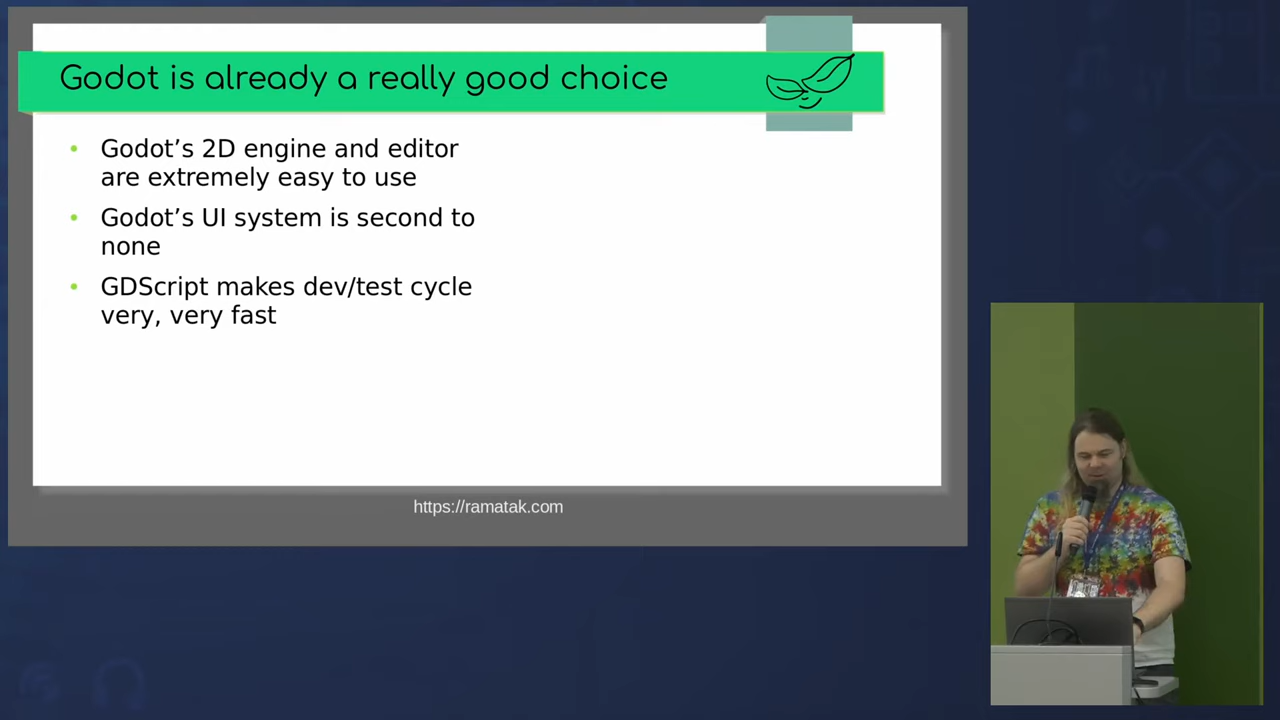 Godot is already a really good choice
• Godot’s 2D engine and editor
are extremely easy to use
• Godot’s UI system is second to
none
• GDScript makes dev/test cycle
very, very fast
https://ramatak.com